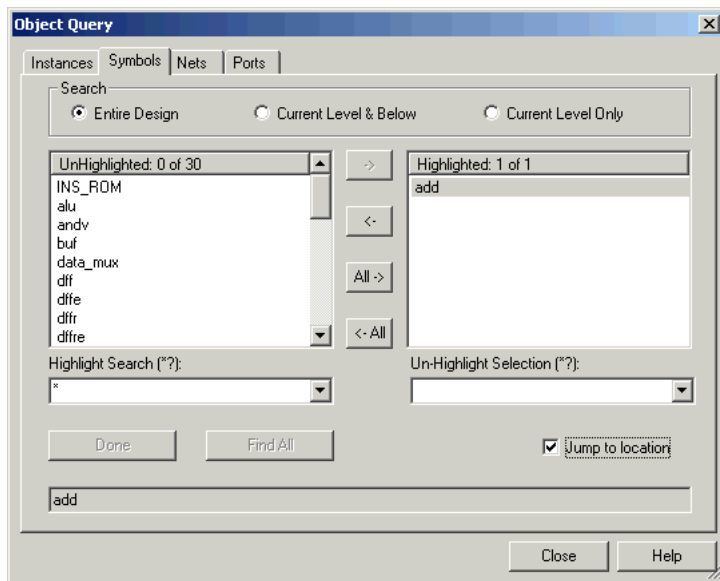 Object Query
Instances Symbols Nets Ports
Search
Entire Design Current Level & Below Current Level Only
UnHighlighted: 0 of 30
INS_ROM
alu
andv
buf
data_mux
dff
dffe
dffr
dffre
->
<-
All ->
<- All
Highlighted: 1 of 1
add
Highlight Search (*?):
*
Un-Highlight Selection (*?):
Done Find All
Jump to location
add
Close Help